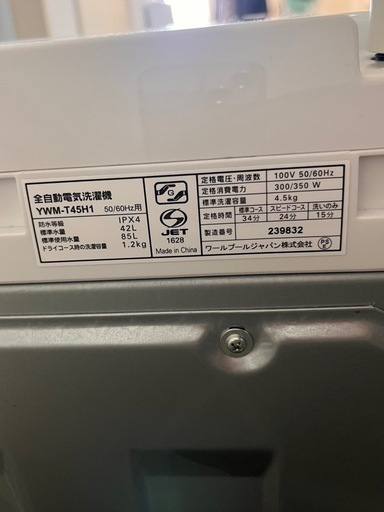 全自動電気洗濯機
YWM-T45H1 50/60Hz用
防水等級 IPX4
標準水量 42L
標準使用水量 85L
ドライコース時の洗濯容量 1.2kg
S G
JET
1628
Made in China
定格電圧・周波数 100V 50/60Hz
定格消費電力 300/350 W
標準洗濯容量 4.5kg
定格時間 標準コース スピードコース 洗いのみ
34分 24分 15分
製造番号 239832
ワールプールジャパン株式会社
PS
E